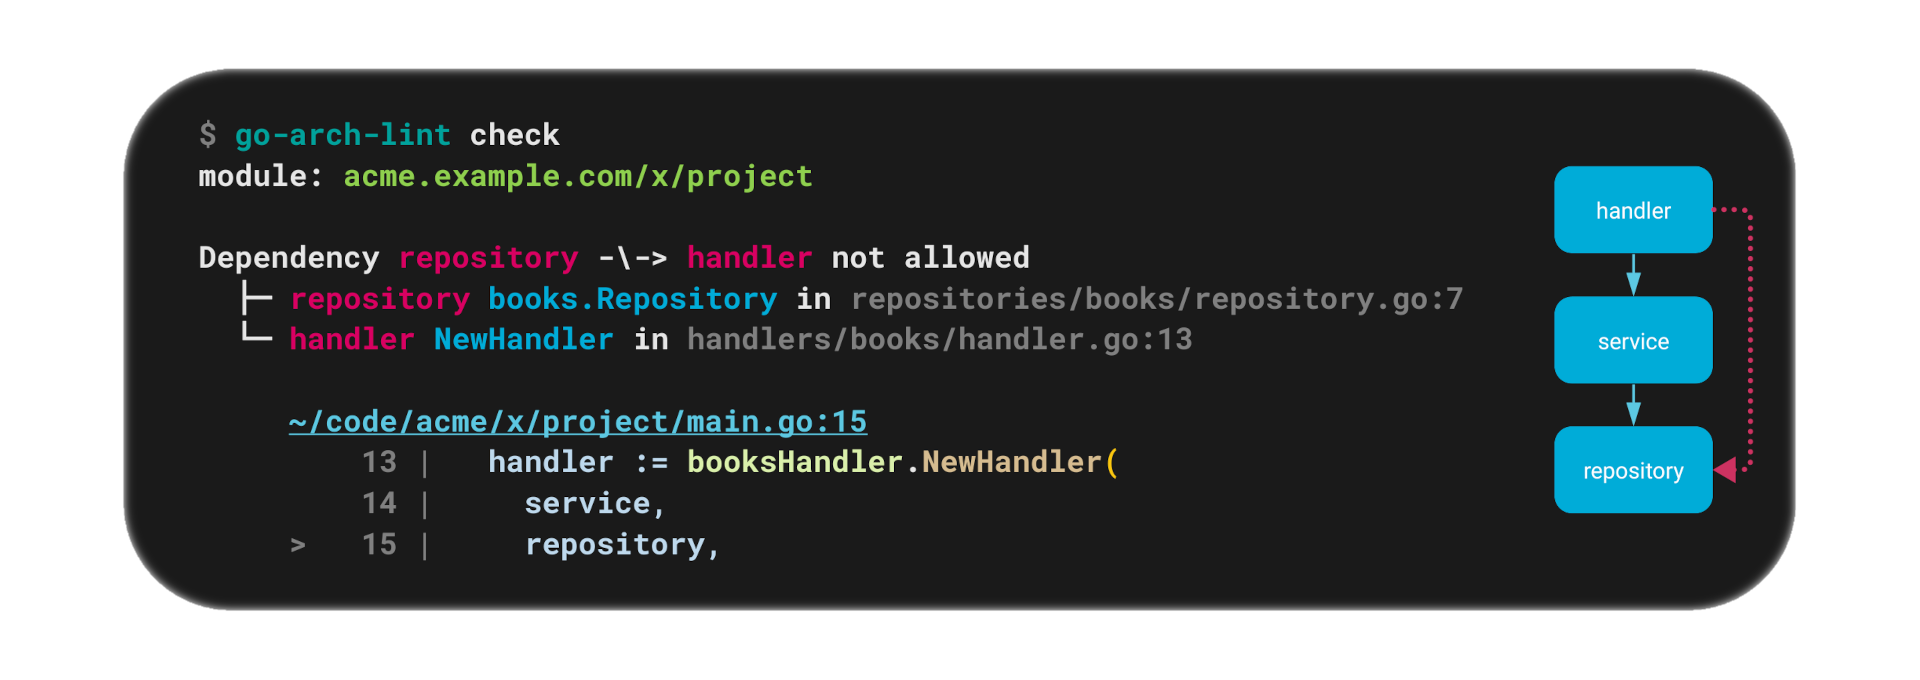 $ go-arch-lint check
module: acme.example.com/x/project
Dependency repository -\-> handler not allowed
├─ repository books.Repository in repositories/books/repository.go:7
└─ handler NewHandler in handlers/books/handler.go:13
~/code/acme/x/project/main.go:15
13 |   handler := booksHandler.NewHandler(
14 |     service,
>   15 |     repository,
handler
service
repository